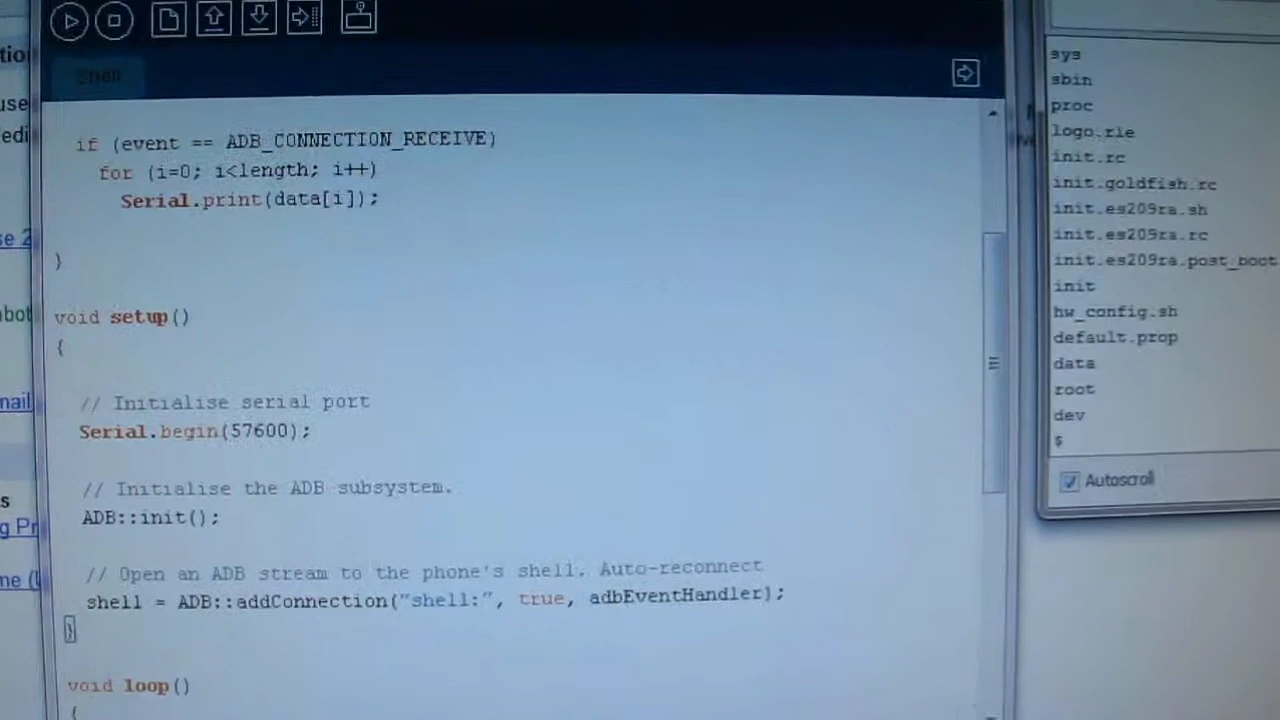 Shell
if (event == ADB_CONNECTION_RECEIVE)
for (i=0; i<length; i++)
Serial.print(data[i]);
}
void setup()
{
// Initialise serial port
Serial.begin(57600);
// Initialise the ADB subsystem.
ADB::init();
// Open an ADB stream to the phone's shell. Auto-reconnect
shell = ADB::addConnection("shell:", true, adbEventHandler);
}
void loop()
{
sys
sbin
proc
logo.rle
init.rc
init.goldfish.rc
init.es209ra.sh
init.es209ra.rc
init.es209ra.post_boot
init
hw_config.sh
default.prop
data
root
dev
$
Autoscroll